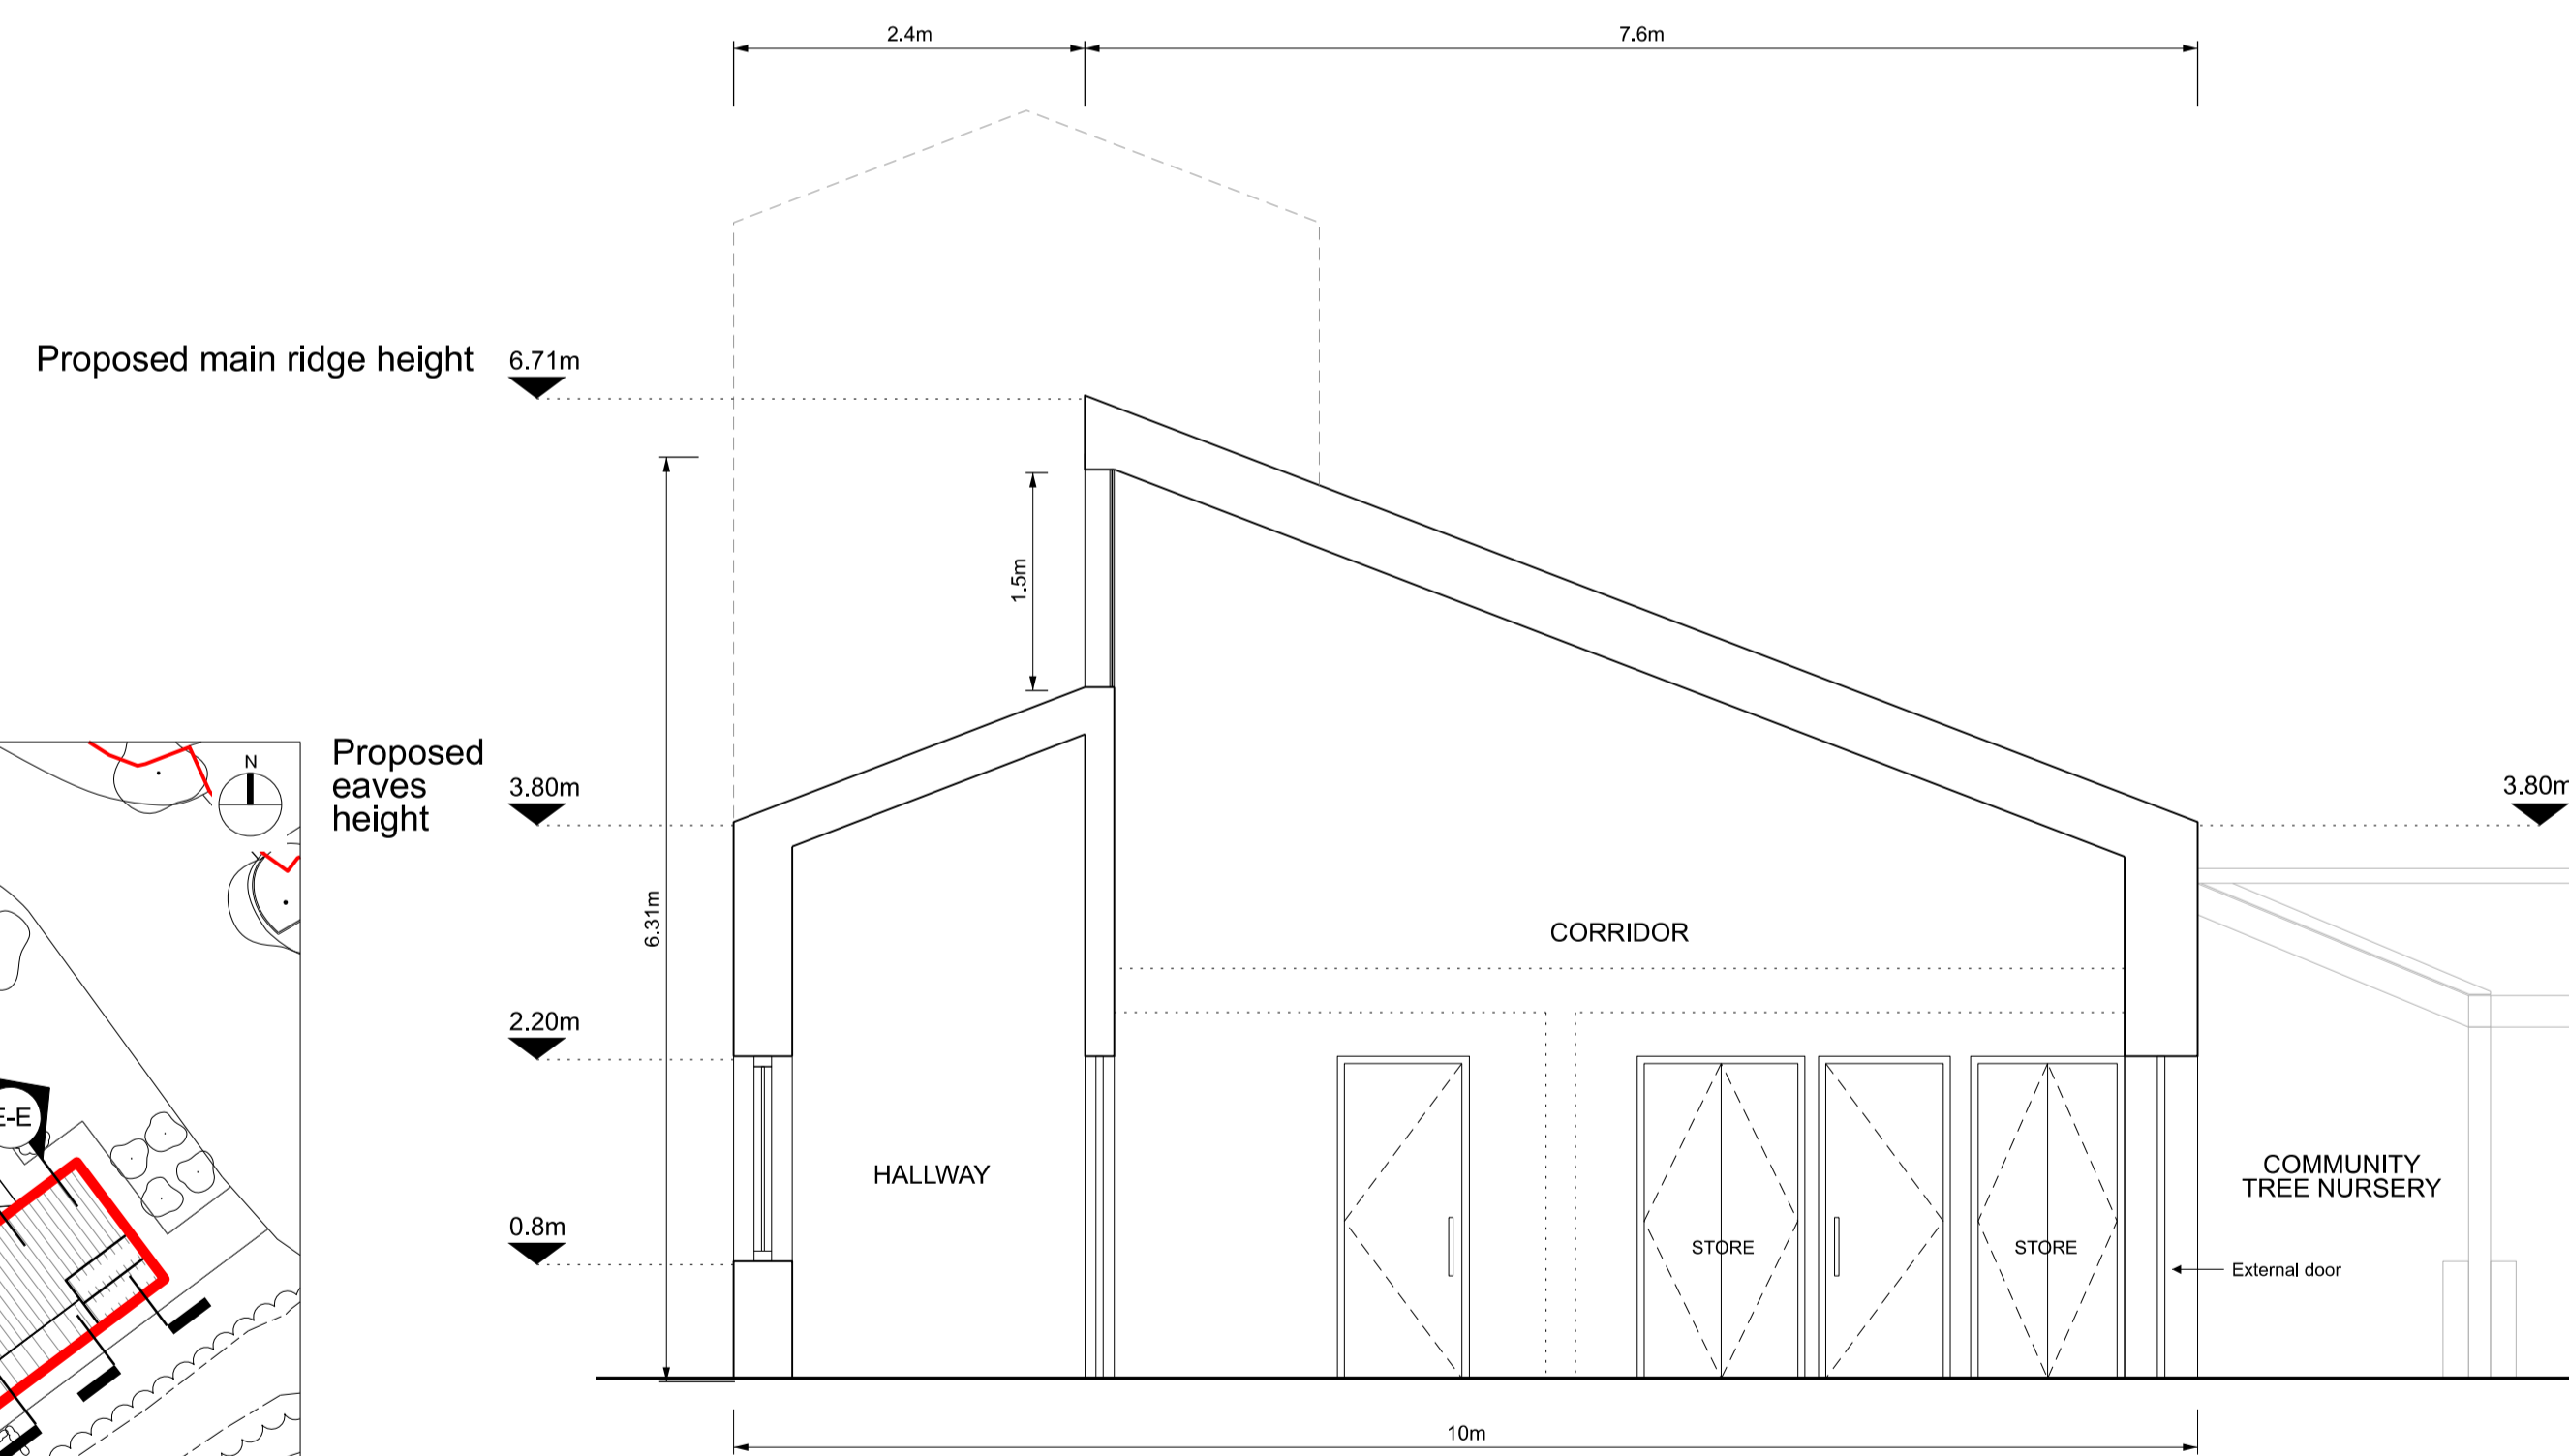 2.4m
7.6m
Proposed main ridge height
6.71m
1.5m
Proposed
eaves
height
3.80m
3.80m
N
6.31m
CORRIDOR
2.20m
E-E
HALLWAY
COMMUNITY
TREE NURSERY
0.8m
STORE
STORE
External door
10m